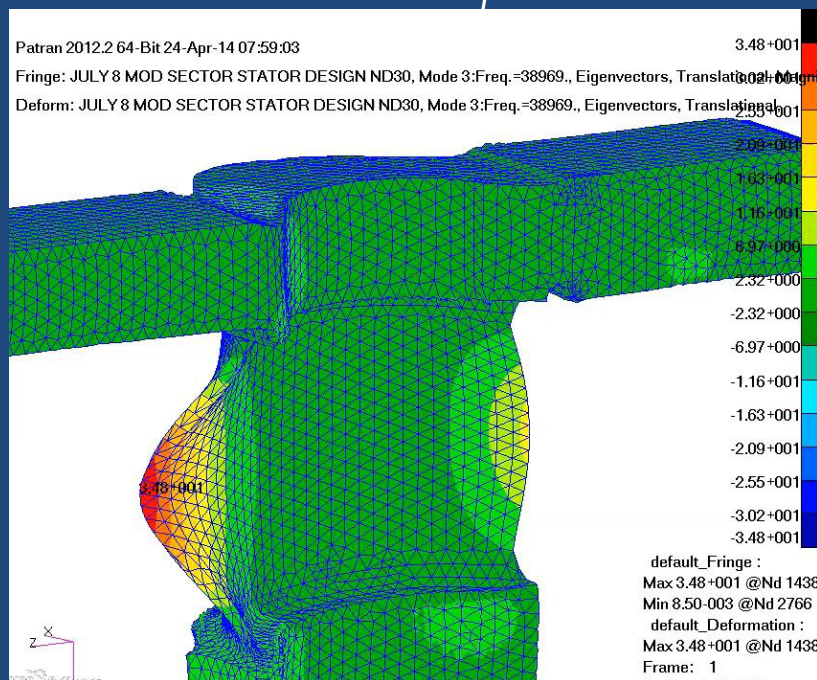 Patran 2012.2 64-Bit 24-Apr-14 07:59:03
Fringe: JULY 8 MOD SECTOR STATOR DESIGN ND30, Mode 3:Freq.=38969., Eigenvectors, Translational, Magni
Deform: JULY 8 MOD SECTOR STATOR DESIGN ND30, Mode 3:Freq.=38969., Eigenvectors, Translational,
3.48+001
3.02+001
2.55+001
2.09+001
1.63+001
1.16+001
6.97+000
2.32+000
-2.32+000
-6.97+000
-1.16+001
-1.63+001
-2.09+001
-2.55+001
-3.02+001
-3.48+001
3.48+001
default_Fringe :
Max 3.48+001 @Nd 1438
Min 8.50-003 @Nd 2766
default_Deformation :
Max 3.48+001 @Nd 1438
Frame: 1
X
Z